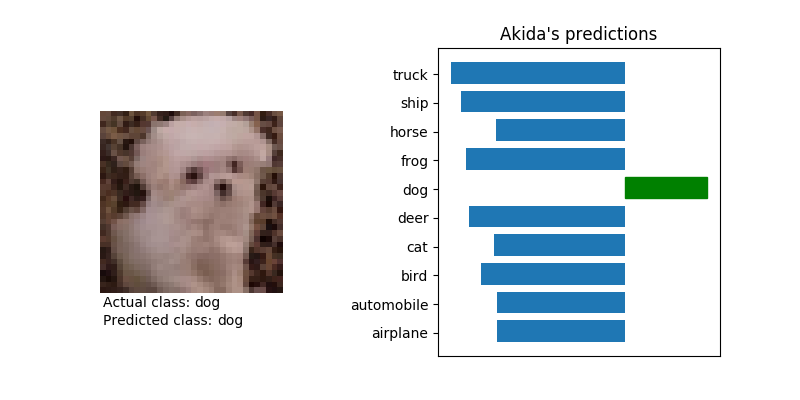 Akida's predictions
truck
ship
horse
frog
dog
deer
cat
bird
automobile
airplane
Actual class: dog
Predicted class: dog